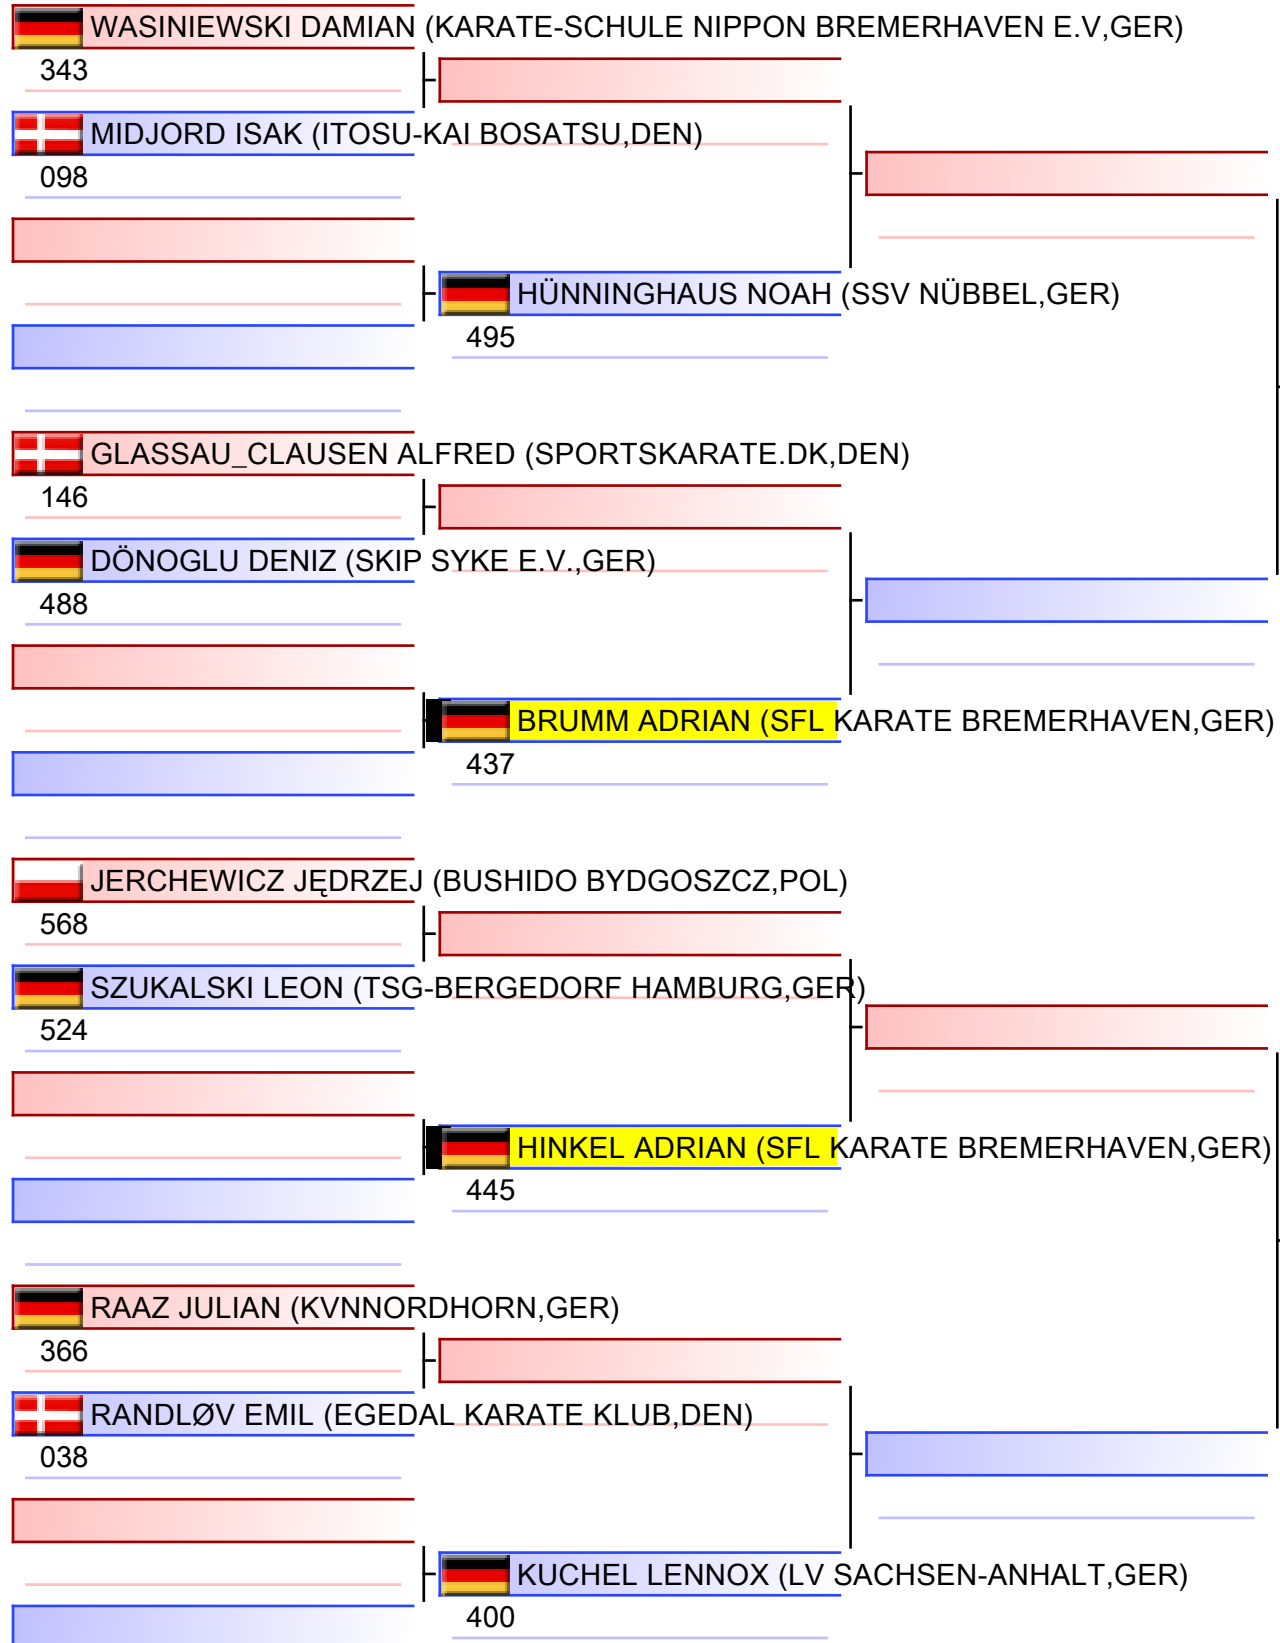 WASINIEWSKI DAMIAN (KARATE-SCHULE NIPPON BREMERHAVEN E.V,GER)
343
MIDJORD ISAK (ITOSU-KAI BOSATSU,DEN)
098
HÜNNINGHAUS NOAH (SSV NÜBBEL,GER)
495
GLASSAU_CLAUSEN ALFRED (SPORTSKARATE.DK,DEN)
146
DÖNOGLU DENIZ (SKIP SYKE E.V.,GER)
488
BRUMM ADRIAN (SFL KARATE BREMERHAVEN,GER)
437
JERCHEWICZ JĘDRZEJ (BUSHIDO BYDGOSZCZ,POL)
568
SZUKALSKI LEON (TSG-BERGEDORF HAMBURG,GER)
524
HINKEL ADRIAN (SFL KARATE BREMERHAVEN,GER)
445
RAAZ JULIAN (KVNNORDHORN,GER)
366
RANDLØV EMIL (EGEDAL KARATE KLUB,DEN)
038
KUCHEL LENNOX (LV SACHSEN-ANHALT,GER)
400